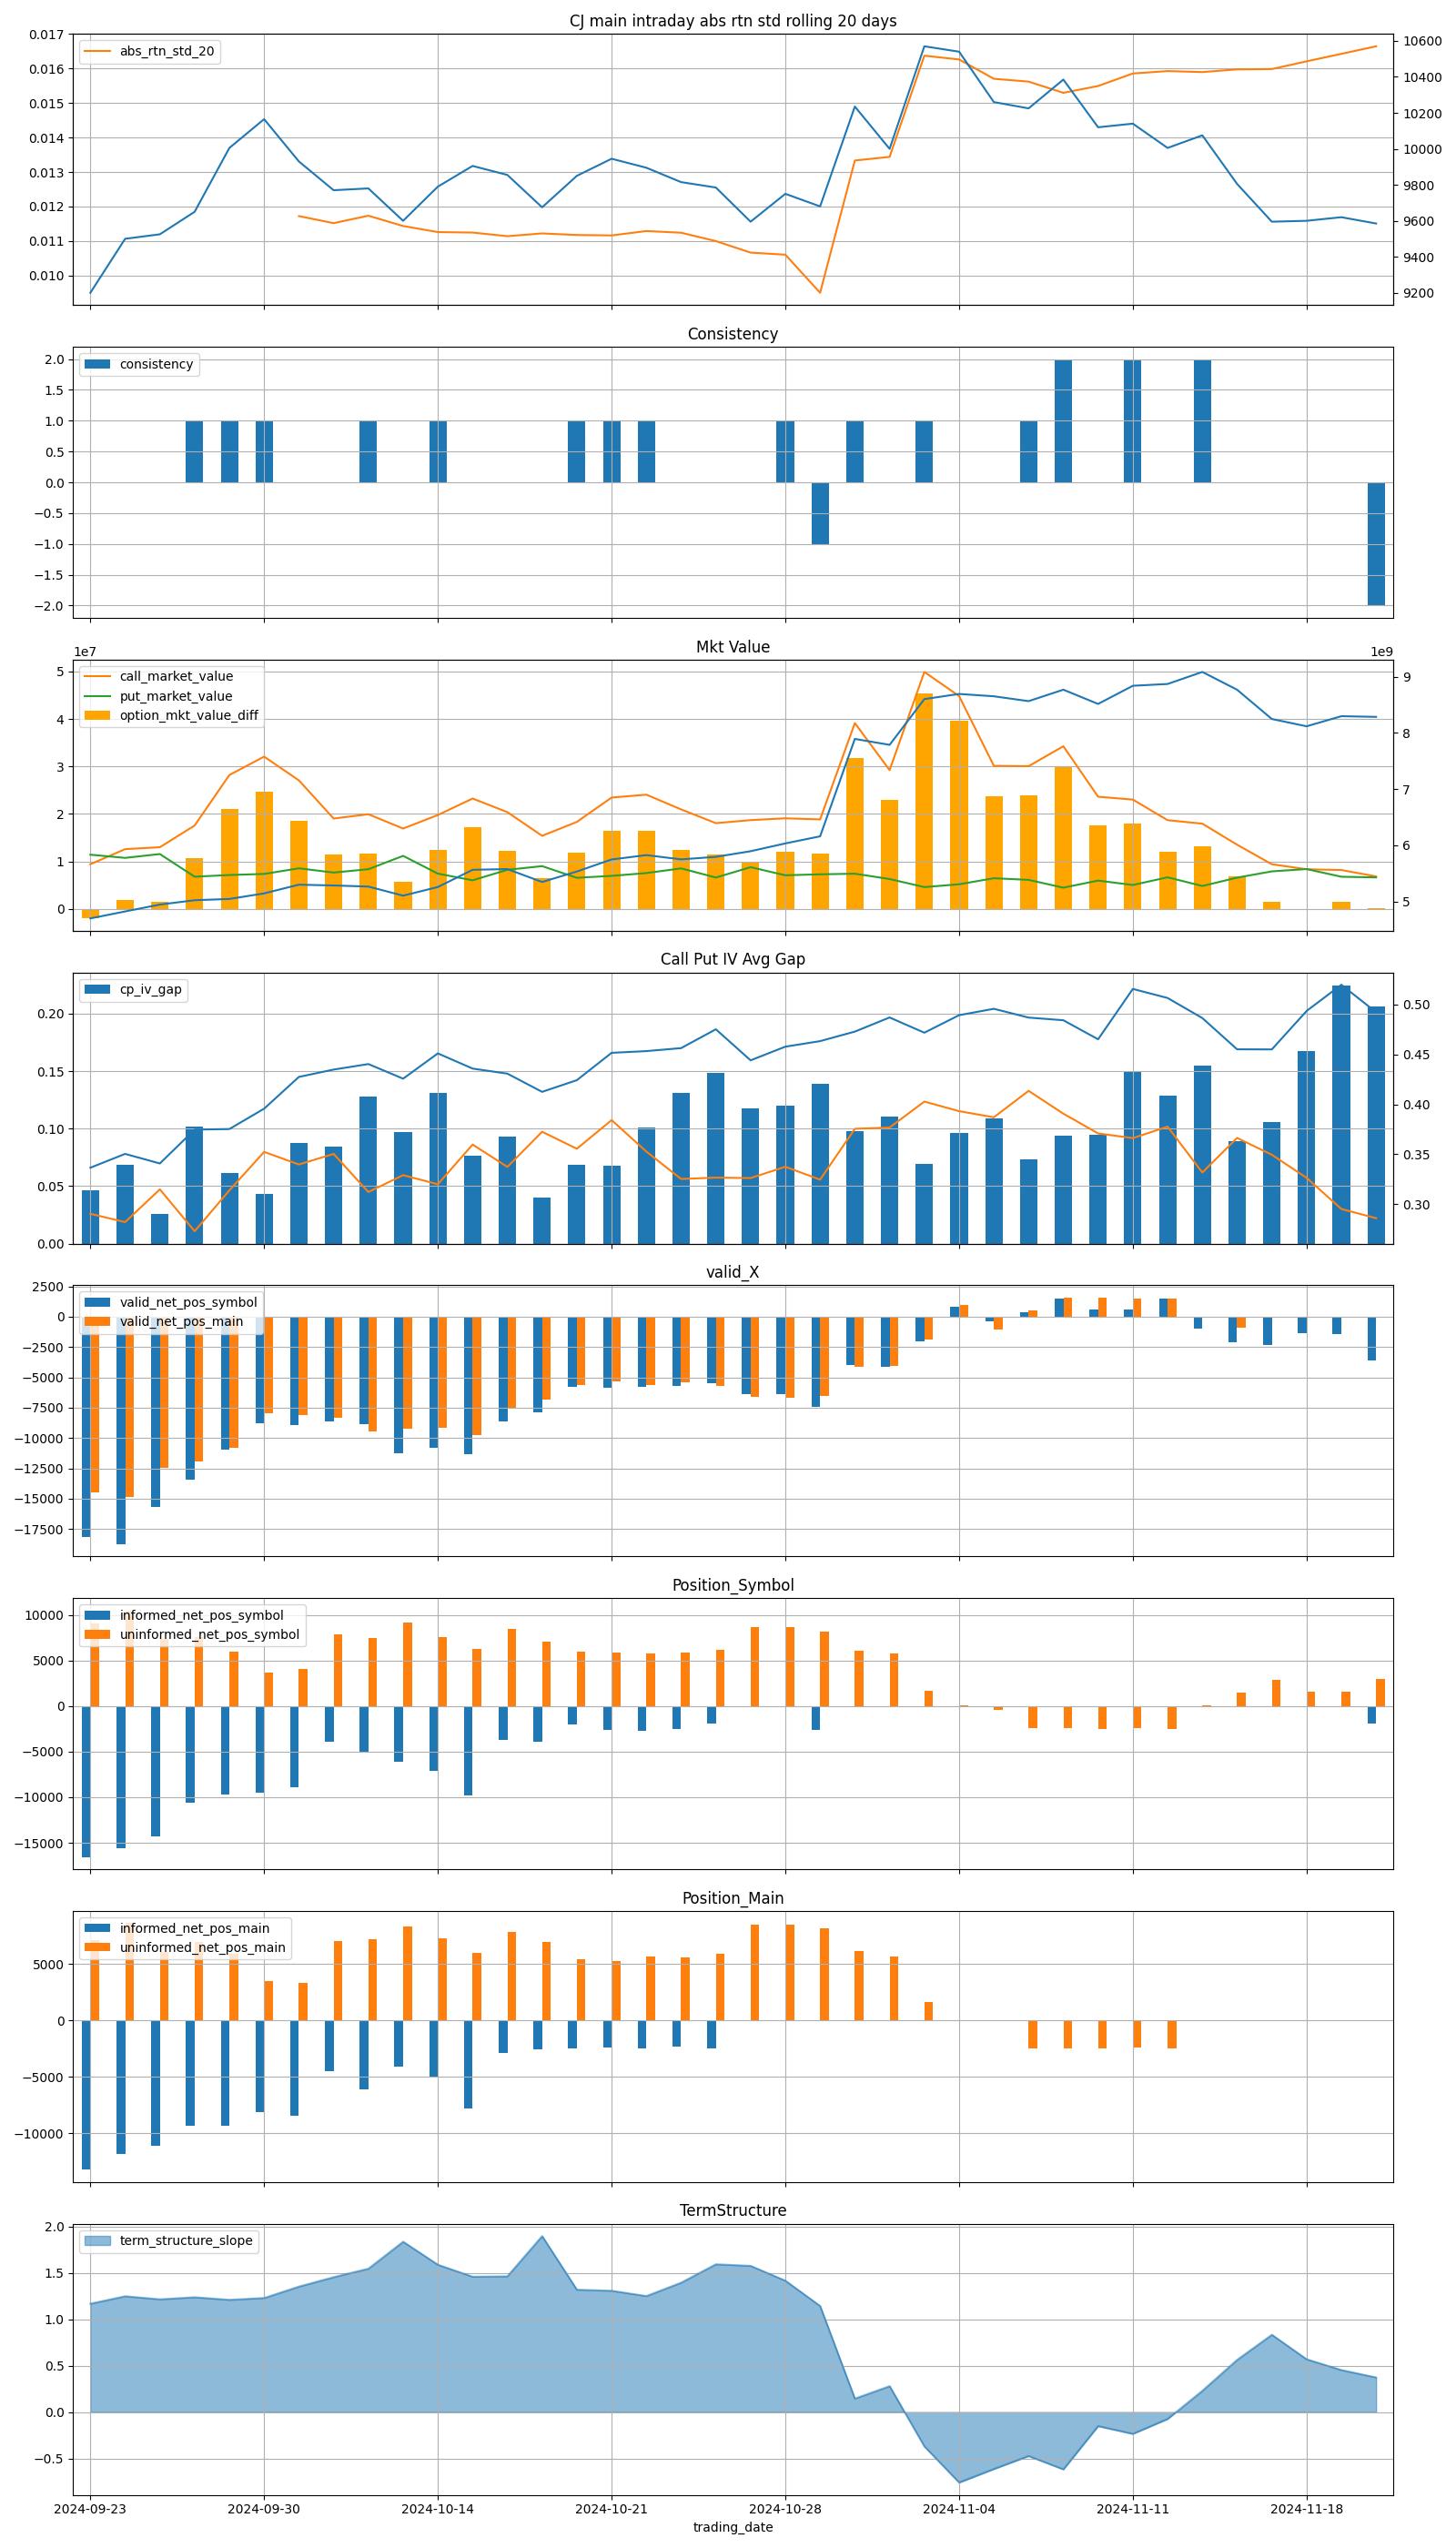 CJ main intraday abs rtn std rolling 20 days
abs_rtn_std_20
0.017
0.016
0.015
0.014
0.013
0.012
0.011
0.010
10600
10400
10200
10000
9800
9600
9400
9200
Consistency
consistency
2.0
1.5
1.0
0.5
0.0
−0.5
−1.0
−1.5
−2.0
Mkt Value
1e7
1e9
call_market_value
put_market_value
option_mkt_value_diff
5
4
3
2
1
0
9
8
7
6
5
Call Put IV Avg Gap
cp_iv_gap
0.20
0.15
0.10
0.05
0.00
0.50
0.45
0.40
0.35
0.30
valid_X
valid_net_pos_symbol
valid_net_pos_main
2500
0
−2500
−5000
−7500
−10000
−12500
−15000
−17500
Position_Symbol
informed_net_pos_symbol
uninformed_net_pos_symbol
10000
5000
0
−5000
−10000
−15000
Position_Main
informed_net_pos_main
uninformed_net_pos_main
5000
0
−5000
−10000
TermStructure
term_structure_slope
2.0
1.5
1.0
0.5
0.0
−0.5
2024-09-23 2024-09-30 2024-10-14 2024-10-21 2024-10-28 2024-11-04 2024-11-11 2024-11-18
trading_date